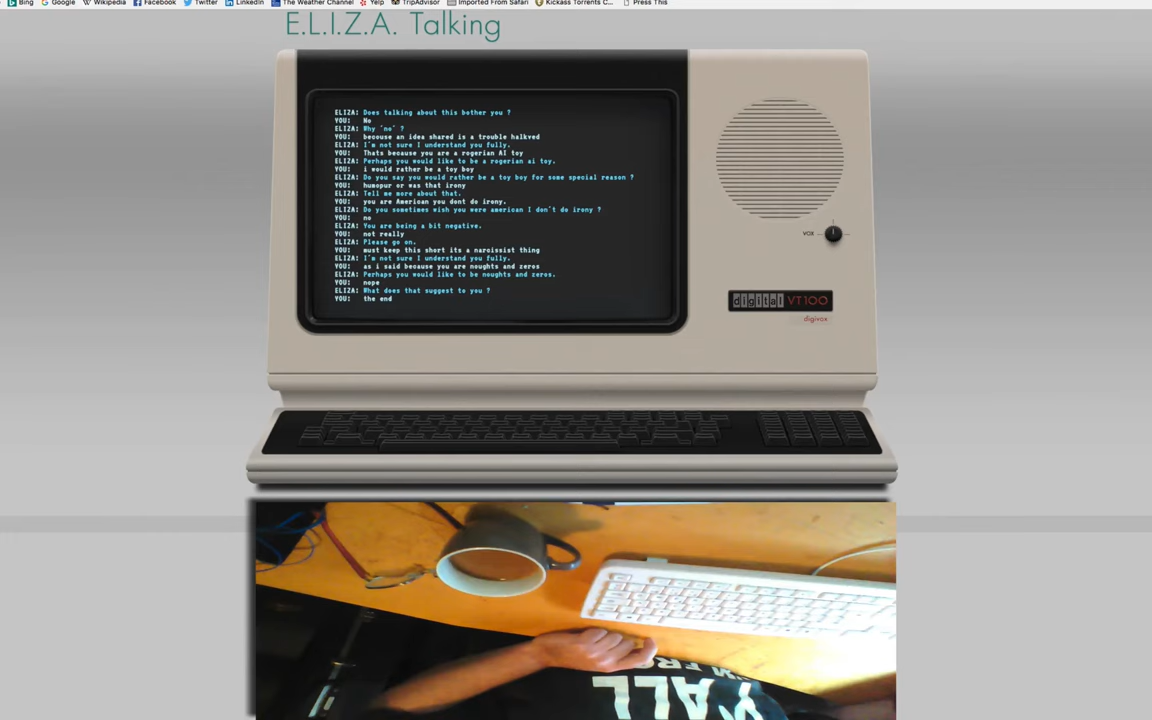 Bing Google Wikipedia Facebook Twitter LinkedIn The Weather Channel Yelp TripAdvisor Imported From Safari Kickass Torrents C... Press This
E.L.I.Z.A. Talking
ELIZA: Does talking about this bother you ?
YOU: No
ELIZA: Why 'no' ?
YOU: becouse an idea shared is a trouble halkved
ELIZA: I'm not sure I understand you fully.
YOU: Thats because you are a rogerian AI toy
ELIZA: Perhaps you would like to be a rogerian ai toy.
YOU: i would rather be a toy boy
ELIZA: Do you say you would rather be a toy boy for some special reason ?
YOU: humopur or was that irony
ELIZA: Tell me more about that.
YOU: you are American you dont do irony.
ELIZA: Do you sometimes wish you were american I don't do irony ?
YOU: no
ELIZA: You are being a bit negative.
YOU: not really
ELIZA: Please go on.
YOU: must keep this short its a narcissist thing
ELIZA: I'm not sure I understand you fully.
YOU: as i said because you are noughts and zeros
ELIZA: Perhaps you would like to be noughts and zeros.
YOU: nope
ELIZA: What does that suggest to you ?
YOU: the end
VOX
digital VT100
digivox
I'M FRO
Y'ALL